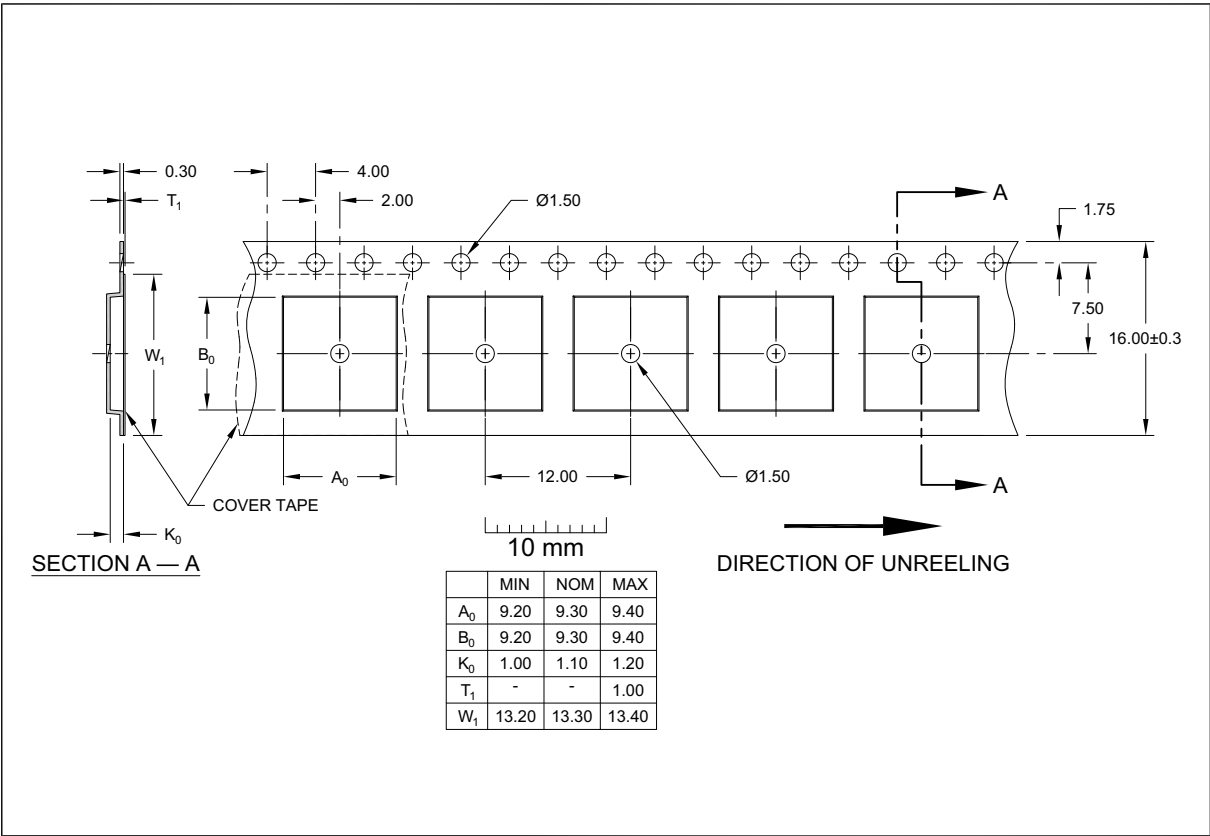 0.30
4.00
T₁
2.00
Ø1.50
A
1.75
7.50
16.00±0.3
W₁
B₀
A₀
12.00
Ø1.50
A
COVER TAPE
K₀
SECTION A — A
10 mm
DIRECTION OF UNREELING
MIN NOM MAX
A₀ 9.20 9.30 9.40
B₀ 9.20 9.30 9.40
K₀ 1.00 1.10 1.20
T₁ - - 1.00
W₁ 13.20 13.30 13.40